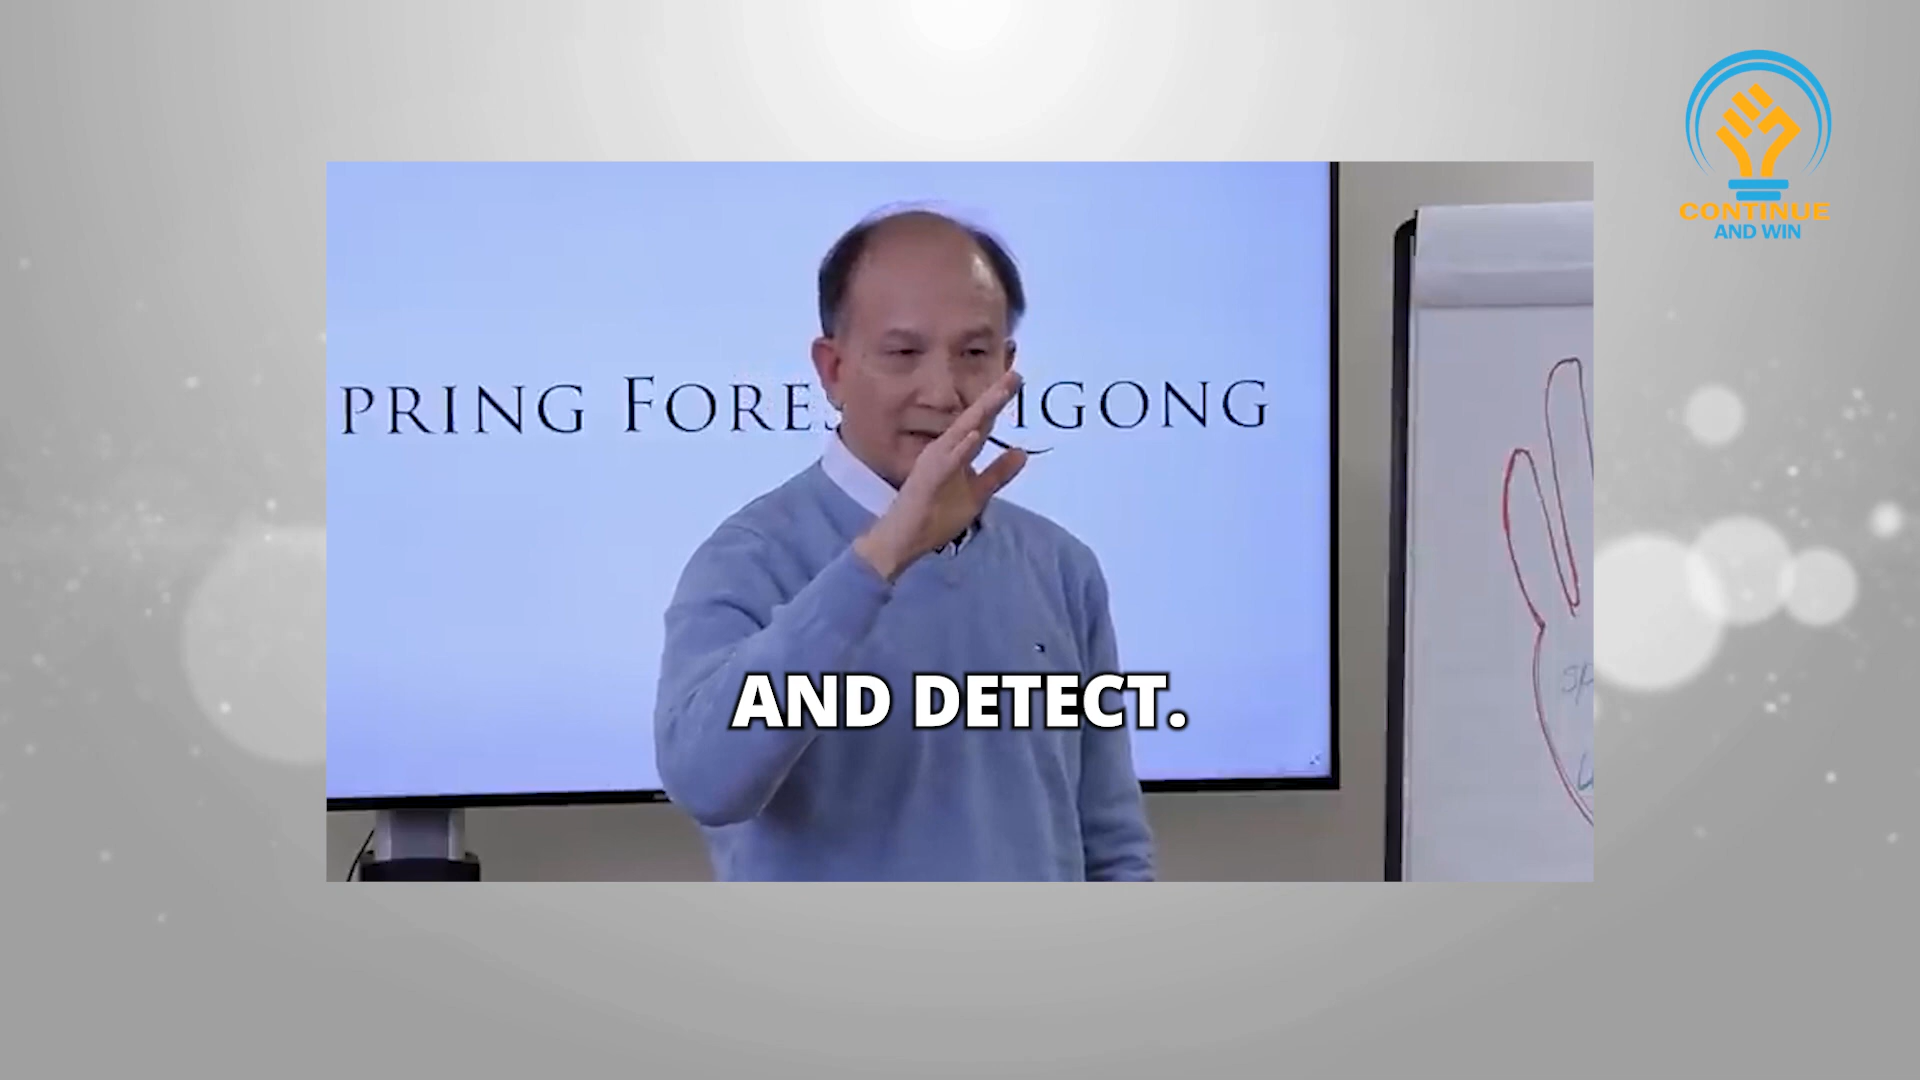 CONTINUE
AND WIN
PRING FORES IGONG
AND DETECT.